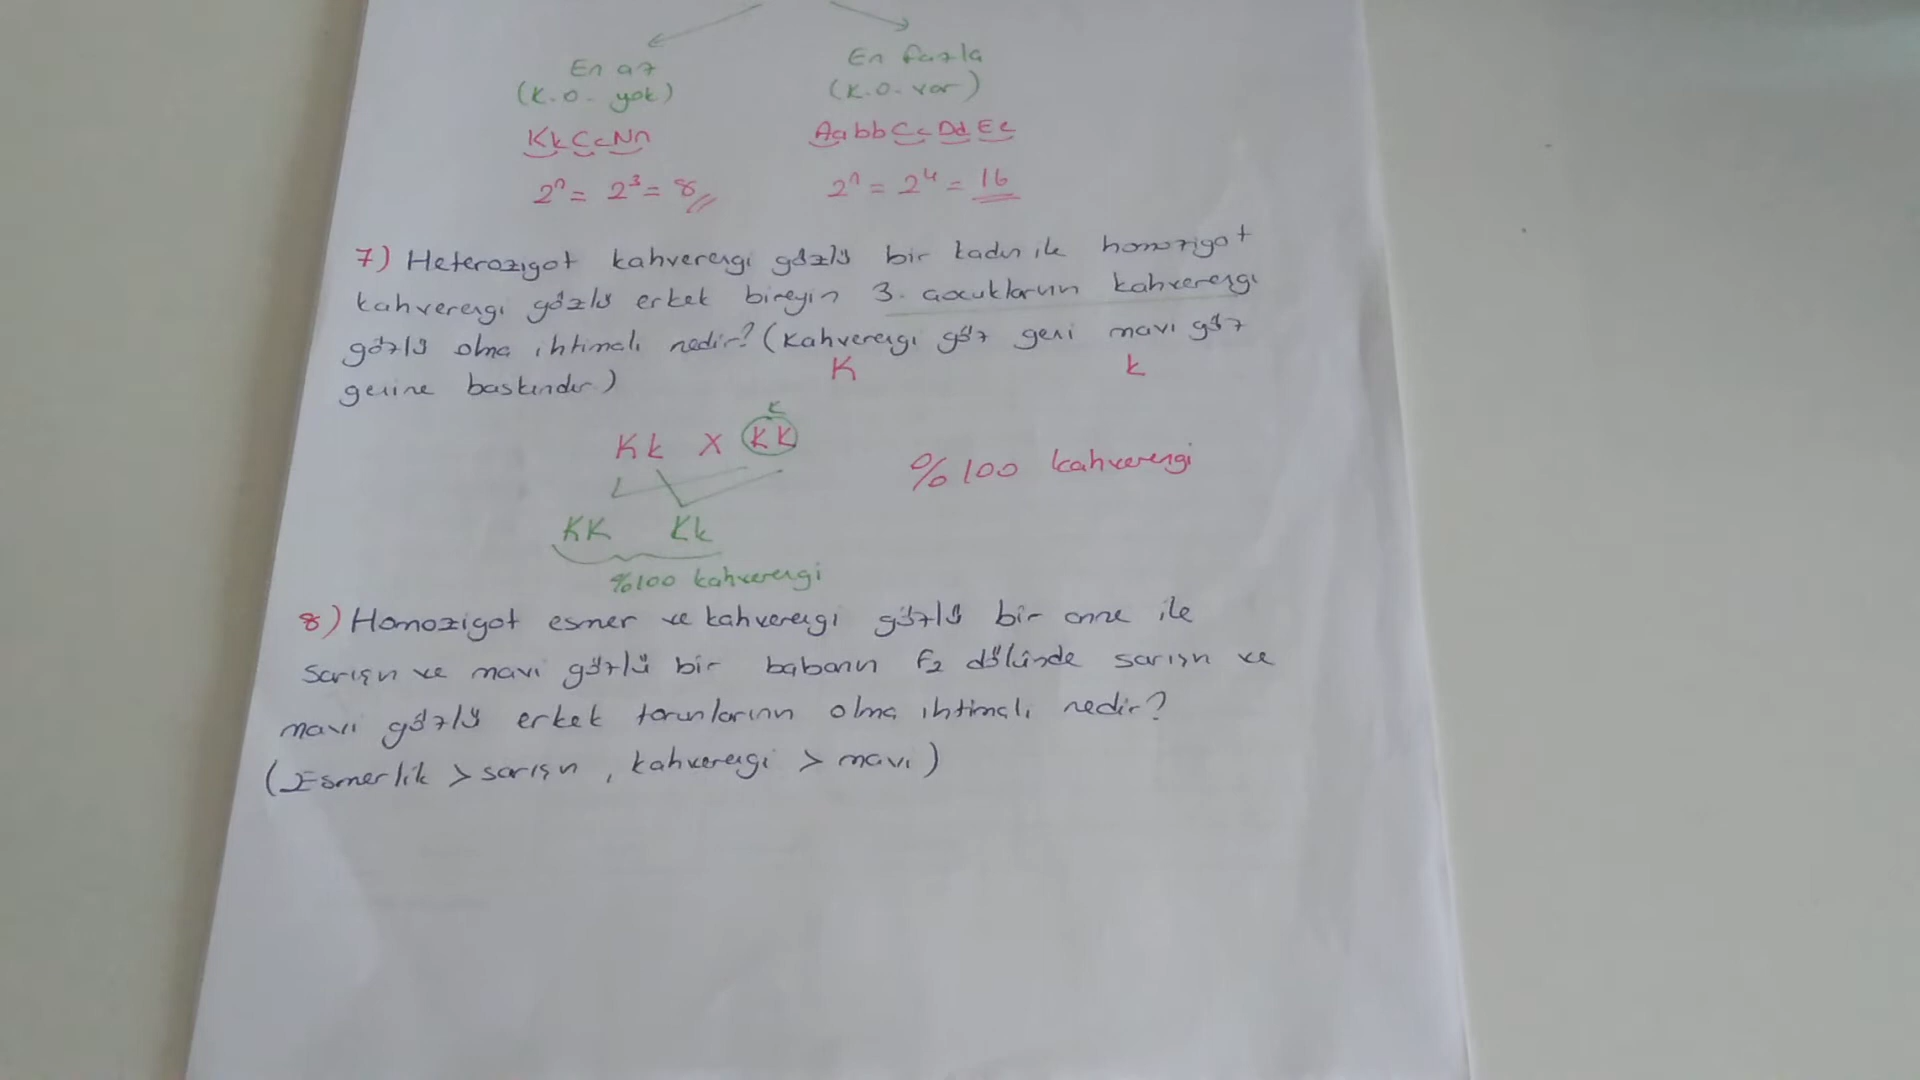 En az
En fazla
(K.O. yok)
(K.O. var)
KkCcNn
AabbCcDdEe
2ⁿ = 2³ = 8
2ⁿ = 2⁴ = 16
7) Heterozigot kahverengi gözlü bir kadın ile homozigot
kahverengi gözlü erkek bireyin 3. çocuklarının kahverengi
gözlü olma ihtimali nedir? (Kahverengi göz geni mavi göz
K
k
genine baskındır.)
K
Kk X KK
%100 kahverengi
KK Kk
%100 kahverengi
8) Homozigot esmer ve kahverengi gözlü bir anne ile
sarışın ve mavi gözlü bir babanın F₂ dölünde sarışın ve
mavi gözlü erkek torunlarının olma ihtimali nedir?
(Esmerlik > sarışın, kahverengi > mavi)